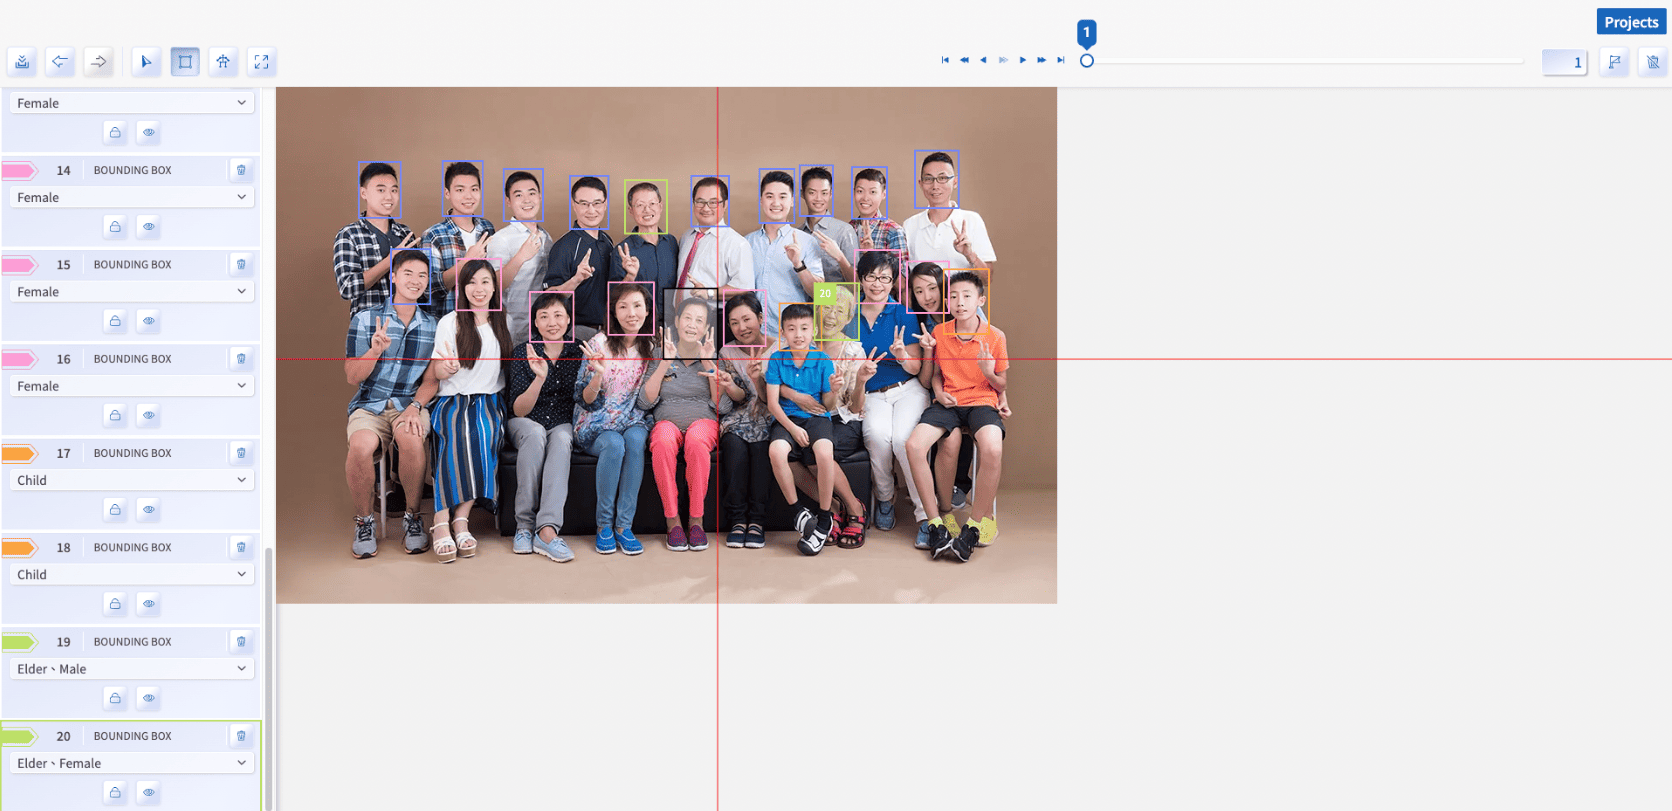 Projects
1
1
Female
14 BOUNDING BOX
Female
15 BOUNDING BOX
Female
16 BOUNDING BOX
Female
17 BOUNDING BOX
Child
18 BOUNDING BOX
Child
19 BOUNDING BOX
Elder、Male
20 BOUNDING BOX
Elder、Female
20